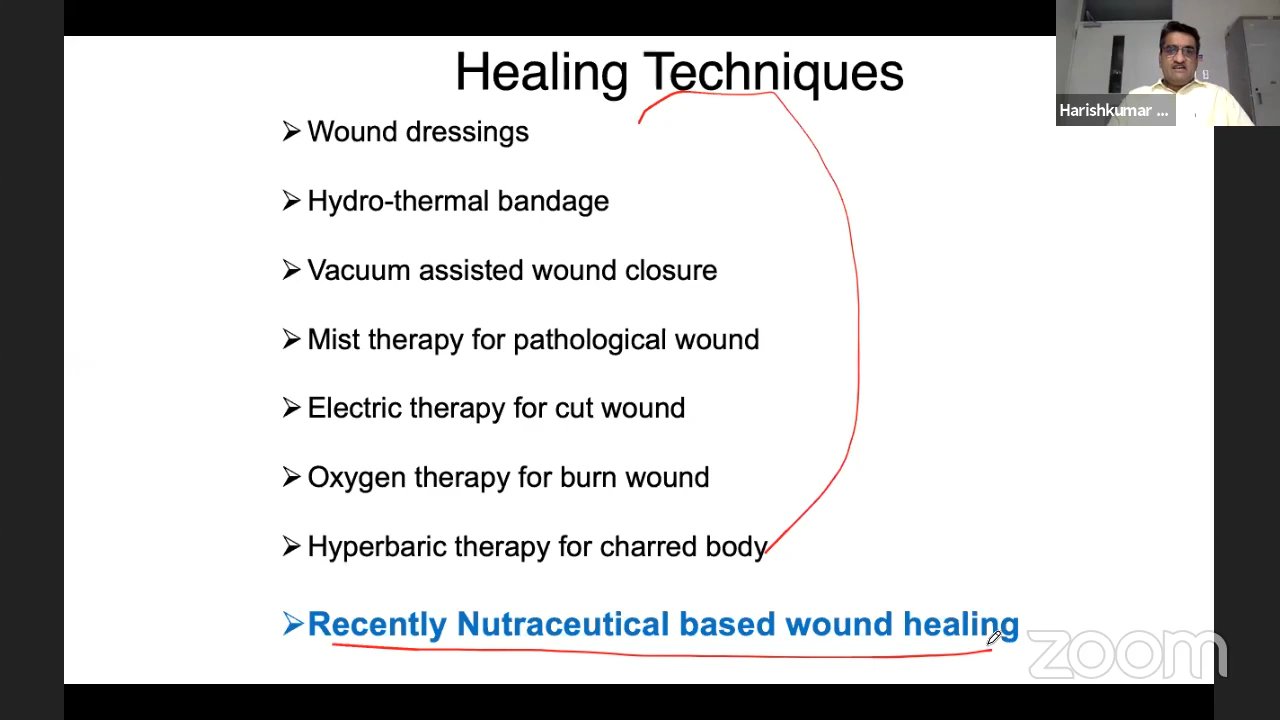 Healing Techniques
Harishkumar ...
➢ Wound dressings
➢ Hydro-thermal bandage
➢ Vacuum assisted wound closure
➢ Mist therapy for pathological wound
➢ Electric therapy for cut wound
➢ Oxygen therapy for burn wound
➢ Hyperbaric therapy for charred body
➢ Recently Nutraceutical based wound healing
zoom